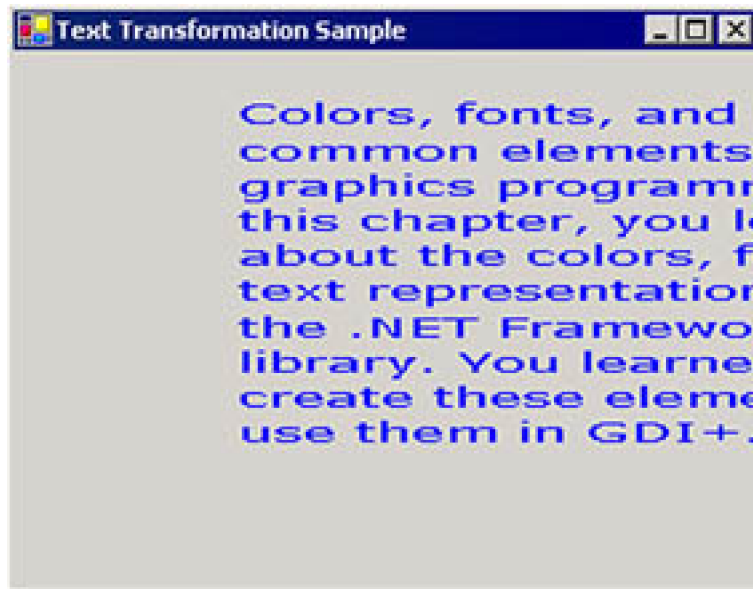 Text Transformation Sample
Colors, fonts, and
common elements
graphics programm
this chapter, you le
about the colors, f
text representation
the .NET Framewo
library. You learne
create these eleme
use them in GDI+.